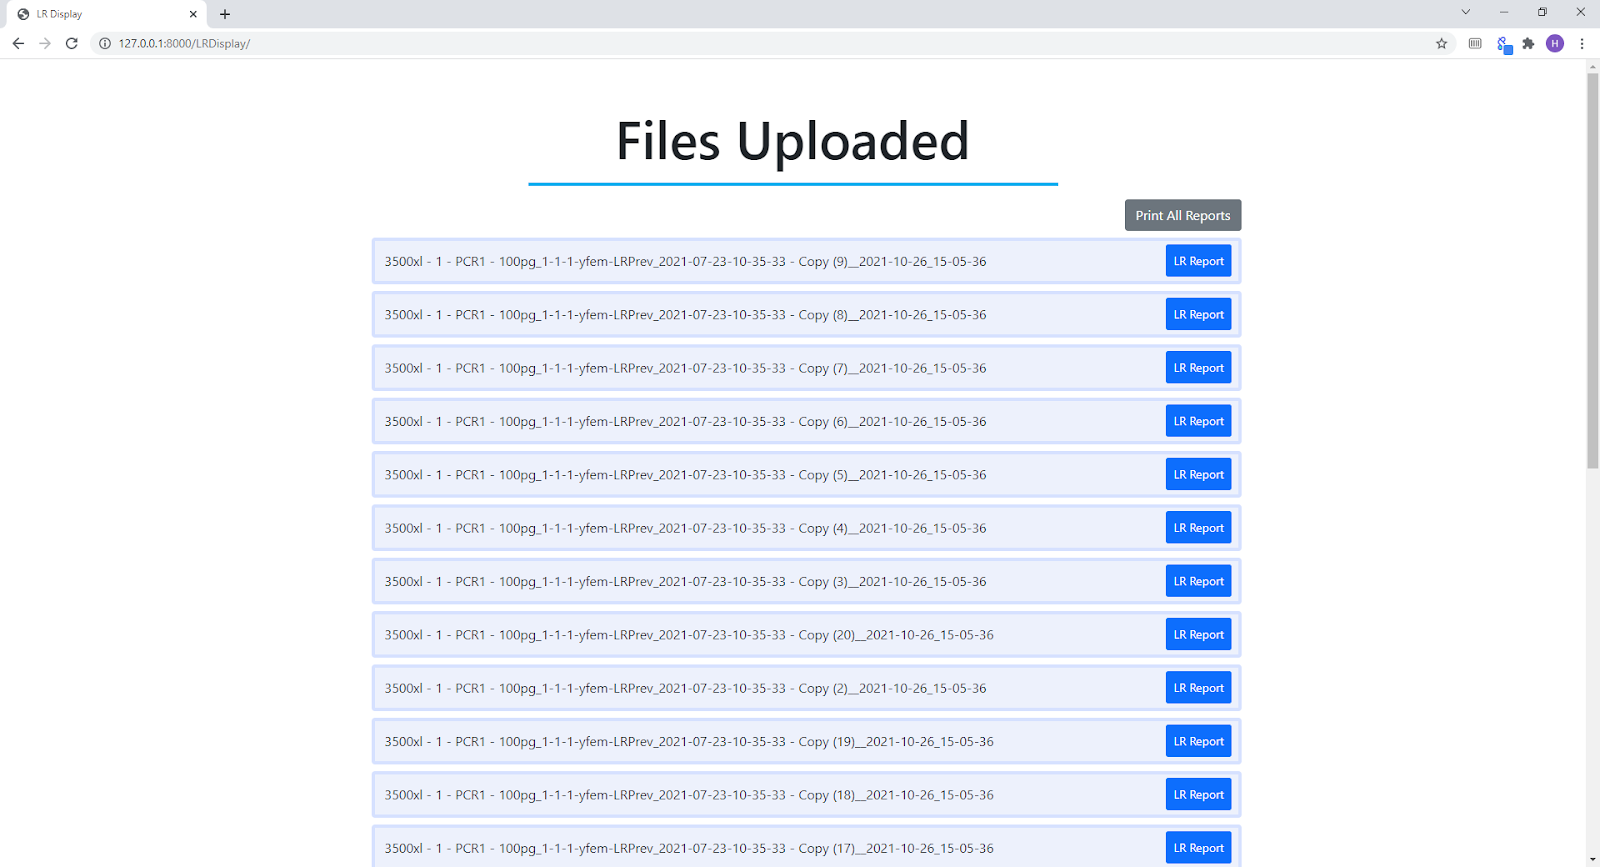 LR Display
127.0.0.1:8000/LRDisplay/
H
Files Uploaded
Print All Reports
3500xl - 1 - PCR1 - 100pg_1-1-1-yfem-LRPrev_2021-07-23-10-35-33 - Copy (9)__2021-10-26_15-05-36 LR Report
3500xl - 1 - PCR1 - 100pg_1-1-1-yfem-LRPrev_2021-07-23-10-35-33 - Copy (8)__2021-10-26_15-05-36 LR Report
3500xl - 1 - PCR1 - 100pg_1-1-1-yfem-LRPrev_2021-07-23-10-35-33 - Copy (7)__2021-10-26_15-05-36 LR Report
3500xl - 1 - PCR1 - 100pg_1-1-1-yfem-LRPrev_2021-07-23-10-35-33 - Copy (6)__2021-10-26_15-05-36 LR Report
3500xl - 1 - PCR1 - 100pg_1-1-1-yfem-LRPrev_2021-07-23-10-35-33 - Copy (5)__2021-10-26_15-05-36 LR Report
3500xl - 1 - PCR1 - 100pg_1-1-1-yfem-LRPrev_2021-07-23-10-35-33 - Copy (4)__2021-10-26_15-05-36 LR Report
3500xl - 1 - PCR1 - 100pg_1-1-1-yfem-LRPrev_2021-07-23-10-35-33 - Copy (3)__2021-10-26_15-05-36 LR Report
3500xl - 1 - PCR1 - 100pg_1-1-1-yfem-LRPrev_2021-07-23-10-35-33 - Copy (20)__2021-10-26_15-05-36 LR Report
3500xl - 1 - PCR1 - 100pg_1-1-1-yfem-LRPrev_2021-07-23-10-35-33 - Copy (2)__2021-10-26_15-05-36 LR Report
3500xl - 1 - PCR1 - 100pg_1-1-1-yfem-LRPrev_2021-07-23-10-35-33 - Copy (19)__2021-10-26_15-05-36 LR Report
3500xl - 1 - PCR1 - 100pg_1-1-1-yfem-LRPrev_2021-07-23-10-35-33 - Copy (18)__2021-10-26_15-05-36 LR Report
3500xl - 1 - PCR1 - 100pg_1-1-1-yfem-LRPrev_2021-07-23-10-35-33 - Copy (17)__2021-10-26_15-05-36 LR Report